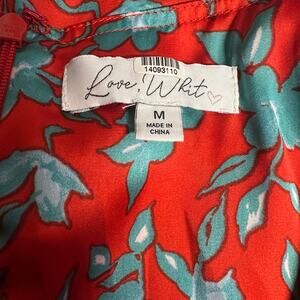 14093110
Love, Whit
M
MADE IN
CHINA